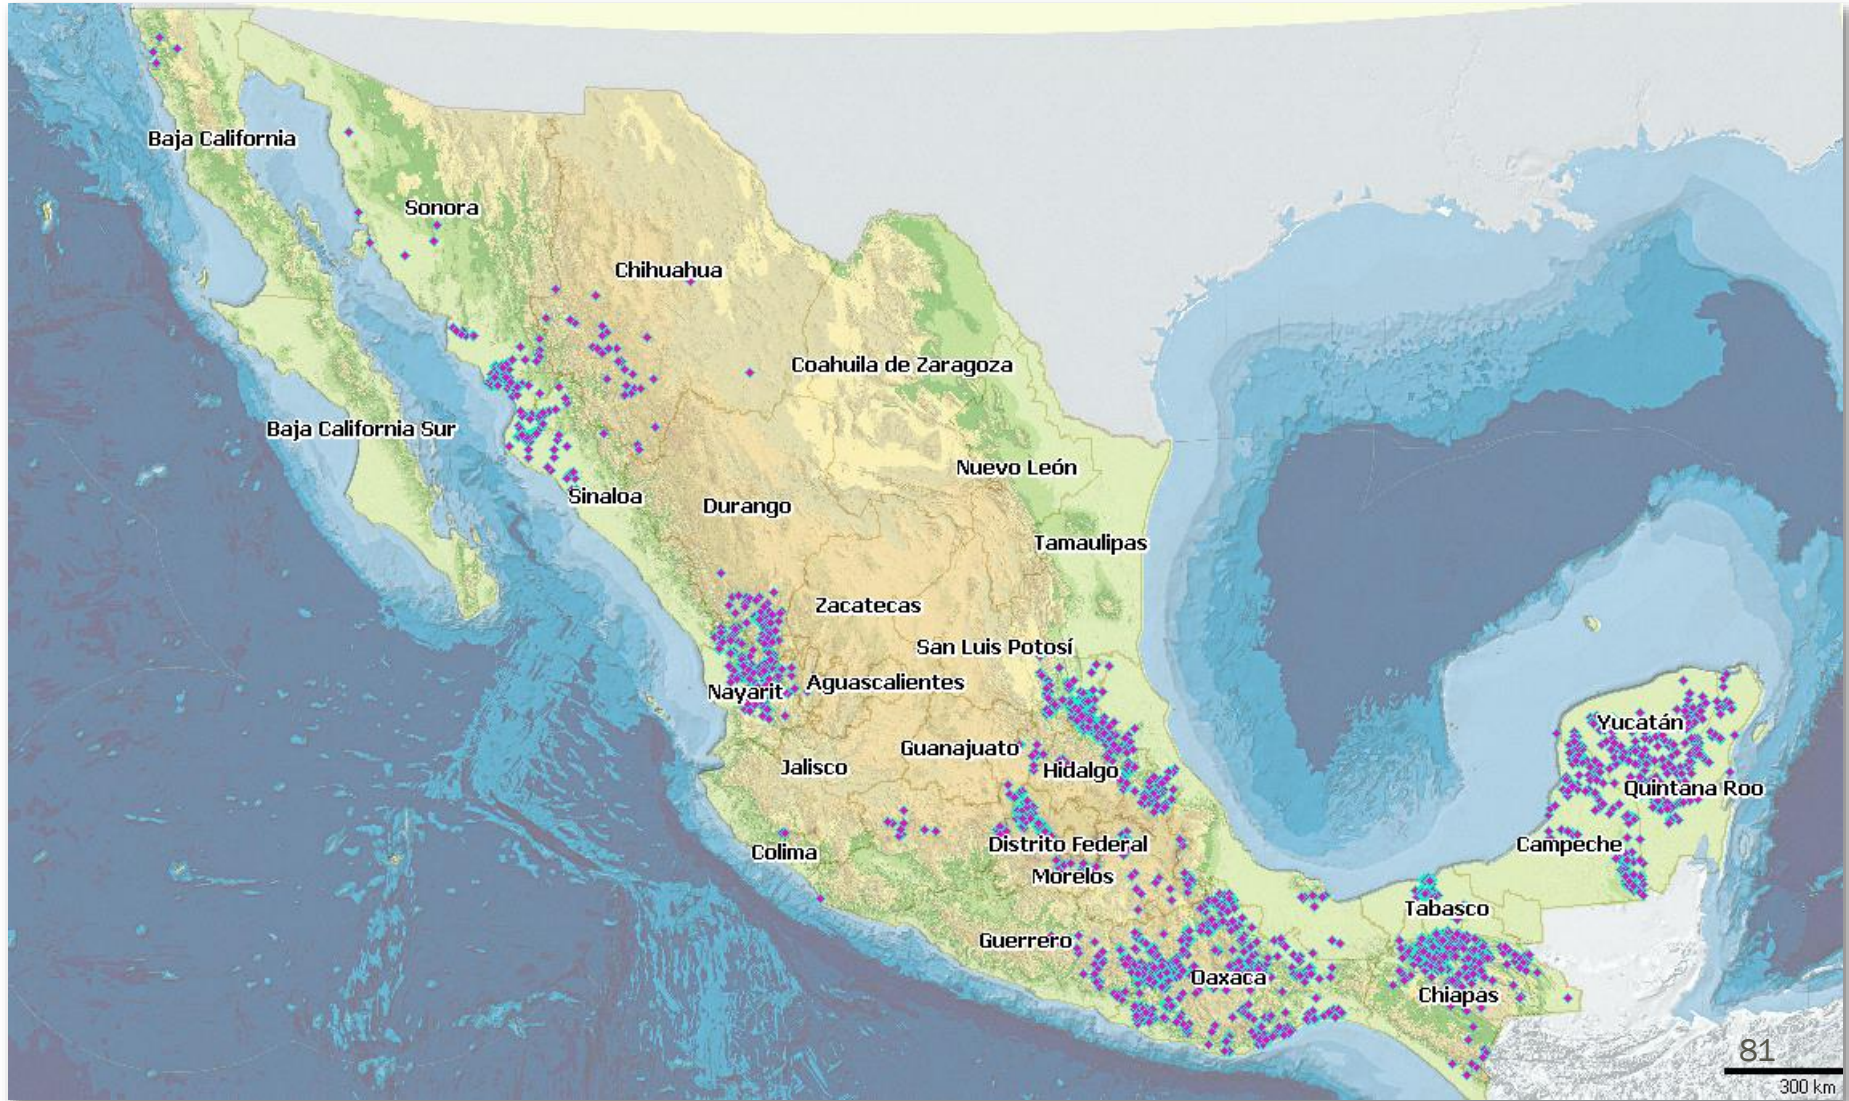 Baja California
Sonora
Chihuahua
Coahuila de Zaragoza
Baja California Sur
Nuevo León
Sinaloa
Durango
Tamaulipas
Zacatecas
San Luis Potosí
Aguascalientes
Nayarit
Yucatán
Guanajuato
Jalisco
Hidalgo
Quintana Roo
Distrito Federal
Campeche
Colima
Morelos
Tabasco
Guerrero
Oaxaca
Chiapas
81
300 km